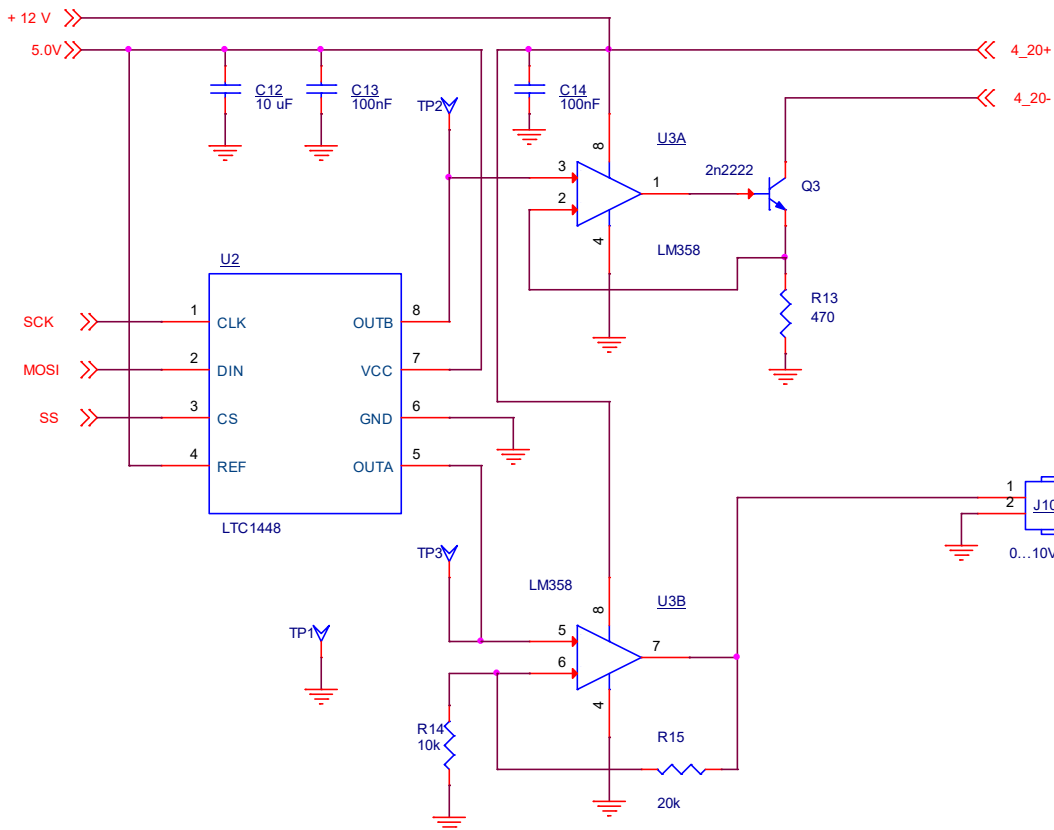 + 12 V
5.0V
4_20+
4_20-
C12
10 uF
C13
100nF
C14
100nF
TP2
U3A
8
3
2
1
4
LM358
2n2222
Q3
R13
470
U2
SCK
MOSI
SS
1
2
3
4
CLK
DIN
CS
REF
OUTB
VCC
GND
OUTA
8
7
6
5
LTC1448
1
2
J10
0...10V
TP3
LM358
U3B
8
5
6
7
4
TP1
R14
10k
R15
20k